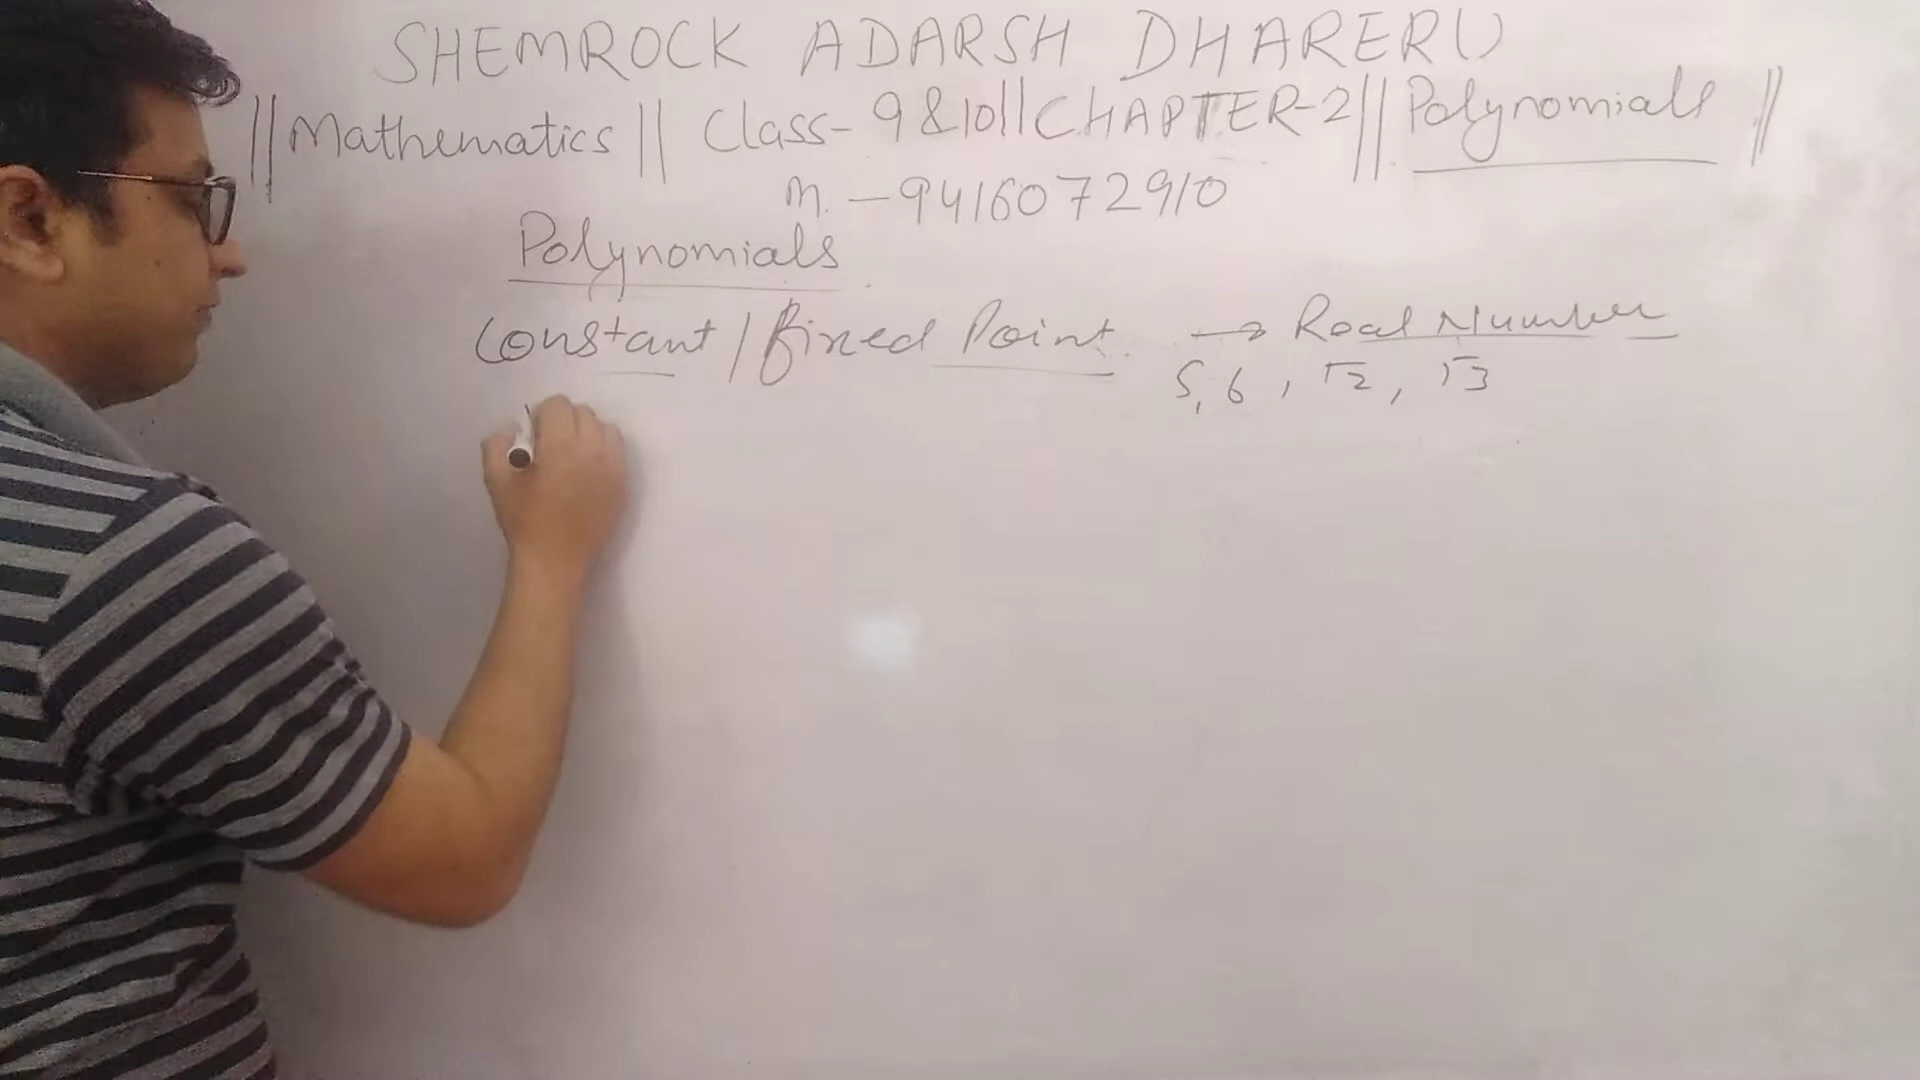 SHEMROCK ADARSH DHARERU
|| Mathematics || Class- 9 & 10 || CHAPTER-2 || Polynomials ||
M. - 9416072910
Polynomials
Constant / fixed Point. → Real Number
5, 6, √2, √3